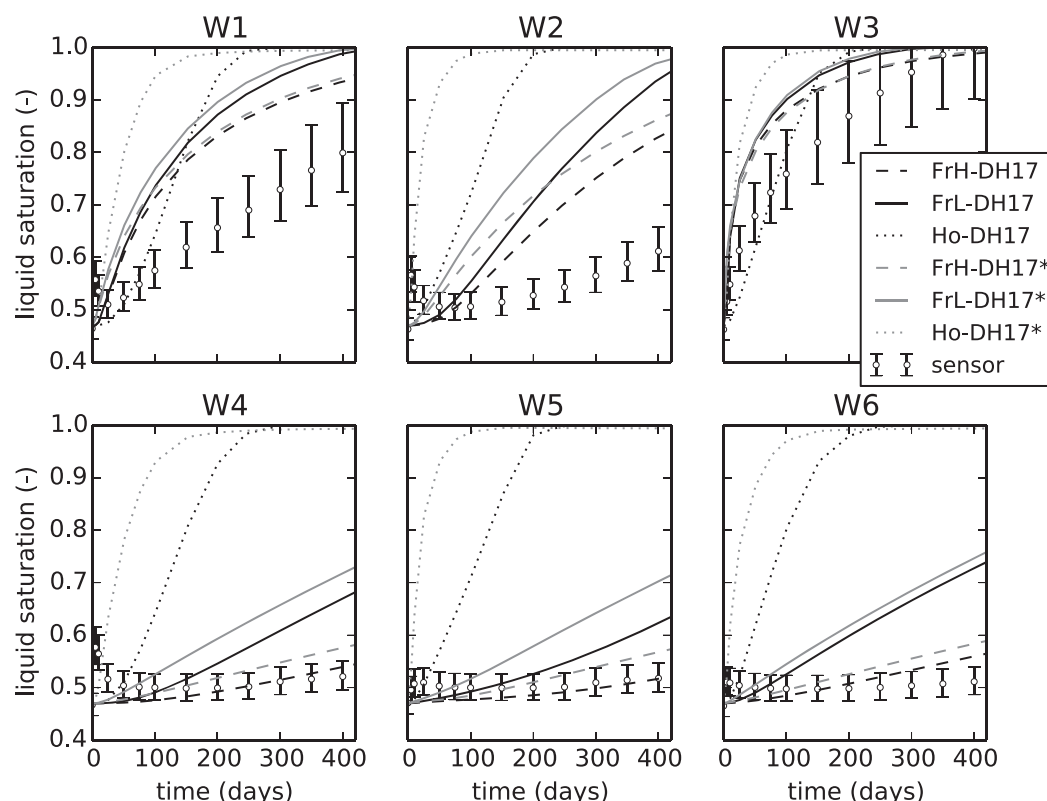 W1 W2 W3
liquid saturation (-)
1.0
0.9
0.8
0.7
0.6
0.5
0.4
FrH-DH17
FrL-DH17
Ho-DH17
FrH-DH17*
FrL-DH17*
Ho-DH17*
sensor
W4 W5 W6
liquid saturation (-)
1.0
0.9
0.8
0.7
0.6
0.5
0.4
0 100 200 300 400 0 100 200 300 400 0 100 200 300 400
time (days) time (days) time (days)